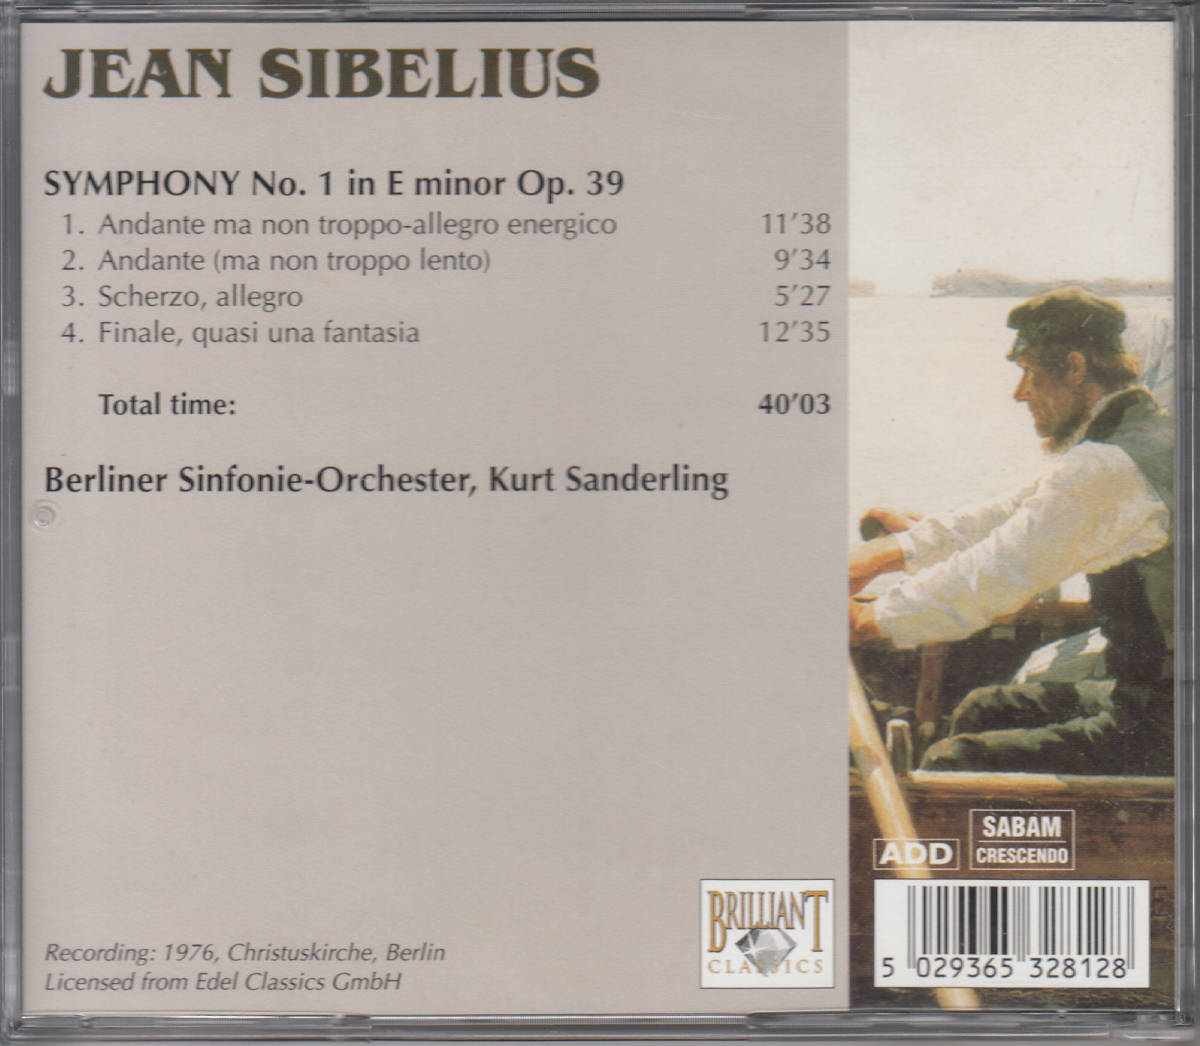 JEAN SIBELIUS
SYMPHONY No. 1 in E minor Op. 39
1. Andante ma non troppo-allegro energico 11'38
2. Andante (ma non troppo lento) 9'34
3. Scherzo, allegro 5'27
4. Finale, quasi una fantasia 12'35
Total time: 40'03
Berliner Sinfonie-Orchester, Kurt Sanderling
Recording: 1976, Christuskirche, Berlin
Licensed from Edel Classics GmbH
BRILLIANT
CLASSICS
ADD
SABAM
CRESCENDO
5 029365 328128